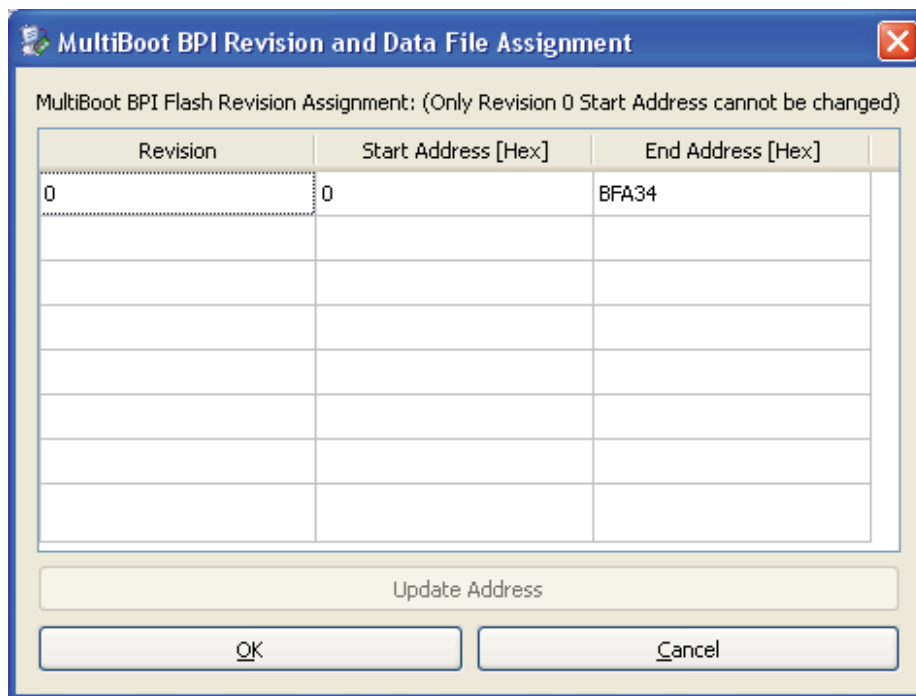 MultiBoot BPI Revision and Data File Assignment
MultiBoot BPI Flash Revision Assignment: (Only Revision 0 Start Address cannot be changed)
Revision Start Address [Hex] End Address [Hex]
0 0 BFA34
Update Address
OK Cancel